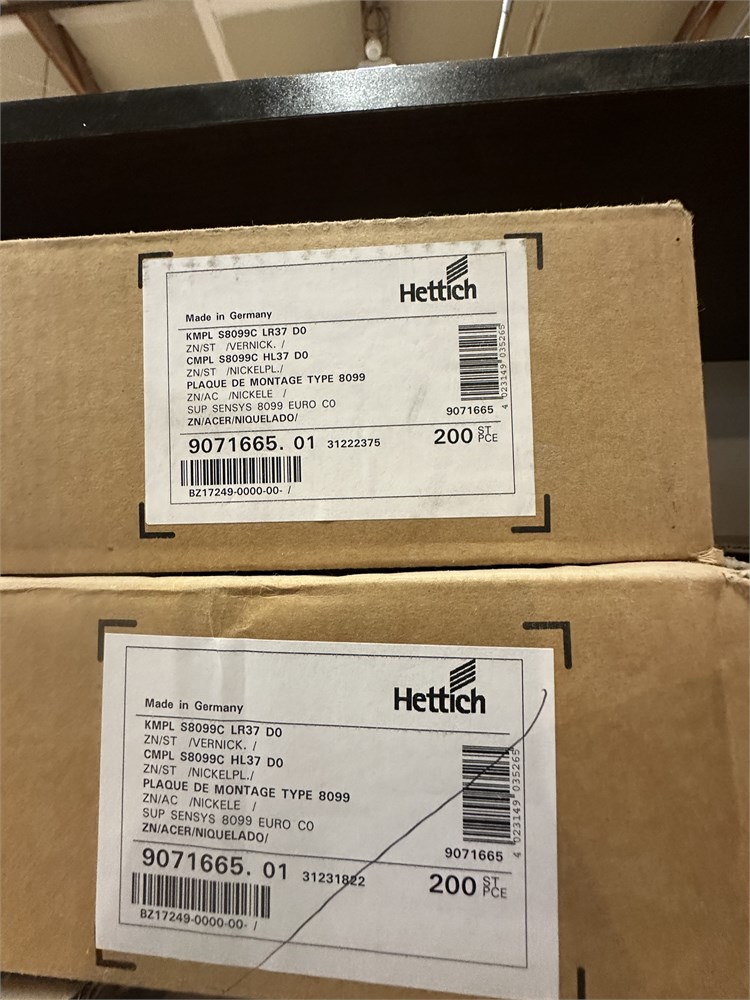 Hettich
Made in Germany
KMPL S8099C LR37 D0
ZN/ST /VERNICK. /
CMPL S8099C HL37 D0
ZN/ST /NICKELPL./
PLAQUE DE MONTAGE TYPE 8099
ZN/AC /NICKELE /
SUP SENSYS 8099 EURO C0
ZN/ACER/NIQUELADO/
4 023149 035265
9071665
9071665. 01 31222375 200 ST PCE
BZ17249-0000-00- /
Hettich
Made in Germany
KMPL S8099C LR37 D0
ZN/ST /VERNICK. /
CMPL S8099C HL37 D0
ZN/ST /NICKELPL./
PLAQUE DE MONTAGE TYPE 8099
ZN/AC /NICKELE /
SUP SENSYS 8099 EURO C0
ZN/ACER/NIQUELADO/
4 023149 035265
9071665
9071665. 01 31231822 200 ST PCE
BZ17249-0000-00- /